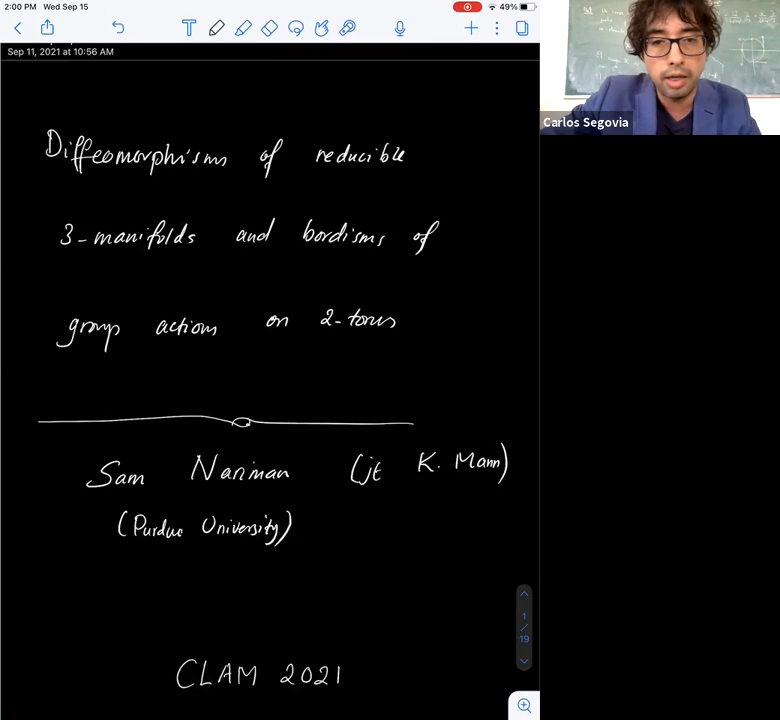 2:00 PM Wed Sep 15
49%
Sep 11, 2021 at 10:56 AM
Diffeomorphisms of reducible
3-manifolds and bordisms of
group actions on 2-torus
Sam Nariman (jt K. Mann)
(Purdue University)
CLAM 2021
1
/
19
Carlos Segovia